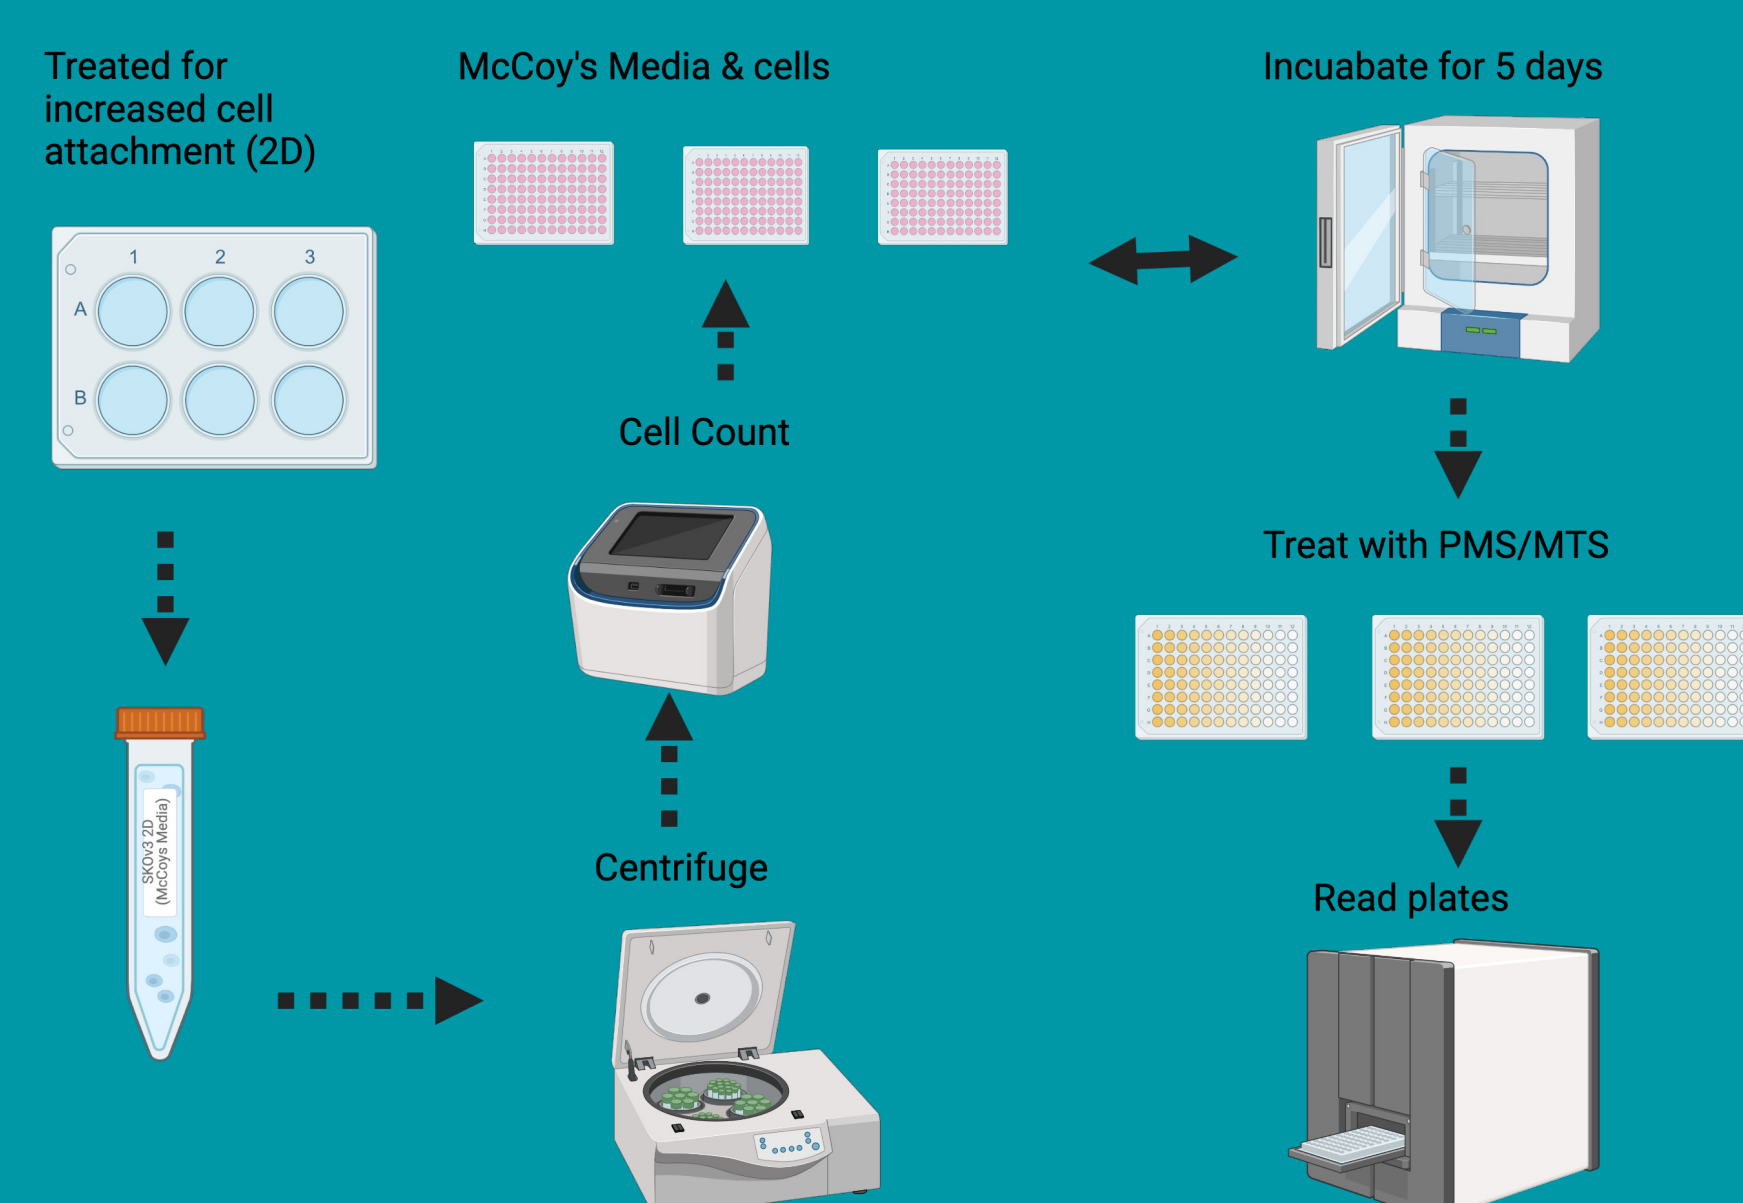 Treated for
increased cell
attachment (2D)
1 2 3
A
B
SKOv3 2D
(McCoys Media)
McCoy's Media & cells
Cell Count
Centrifuge
Incuabate for 5 days
Treat with PMS/MTS
Read plates